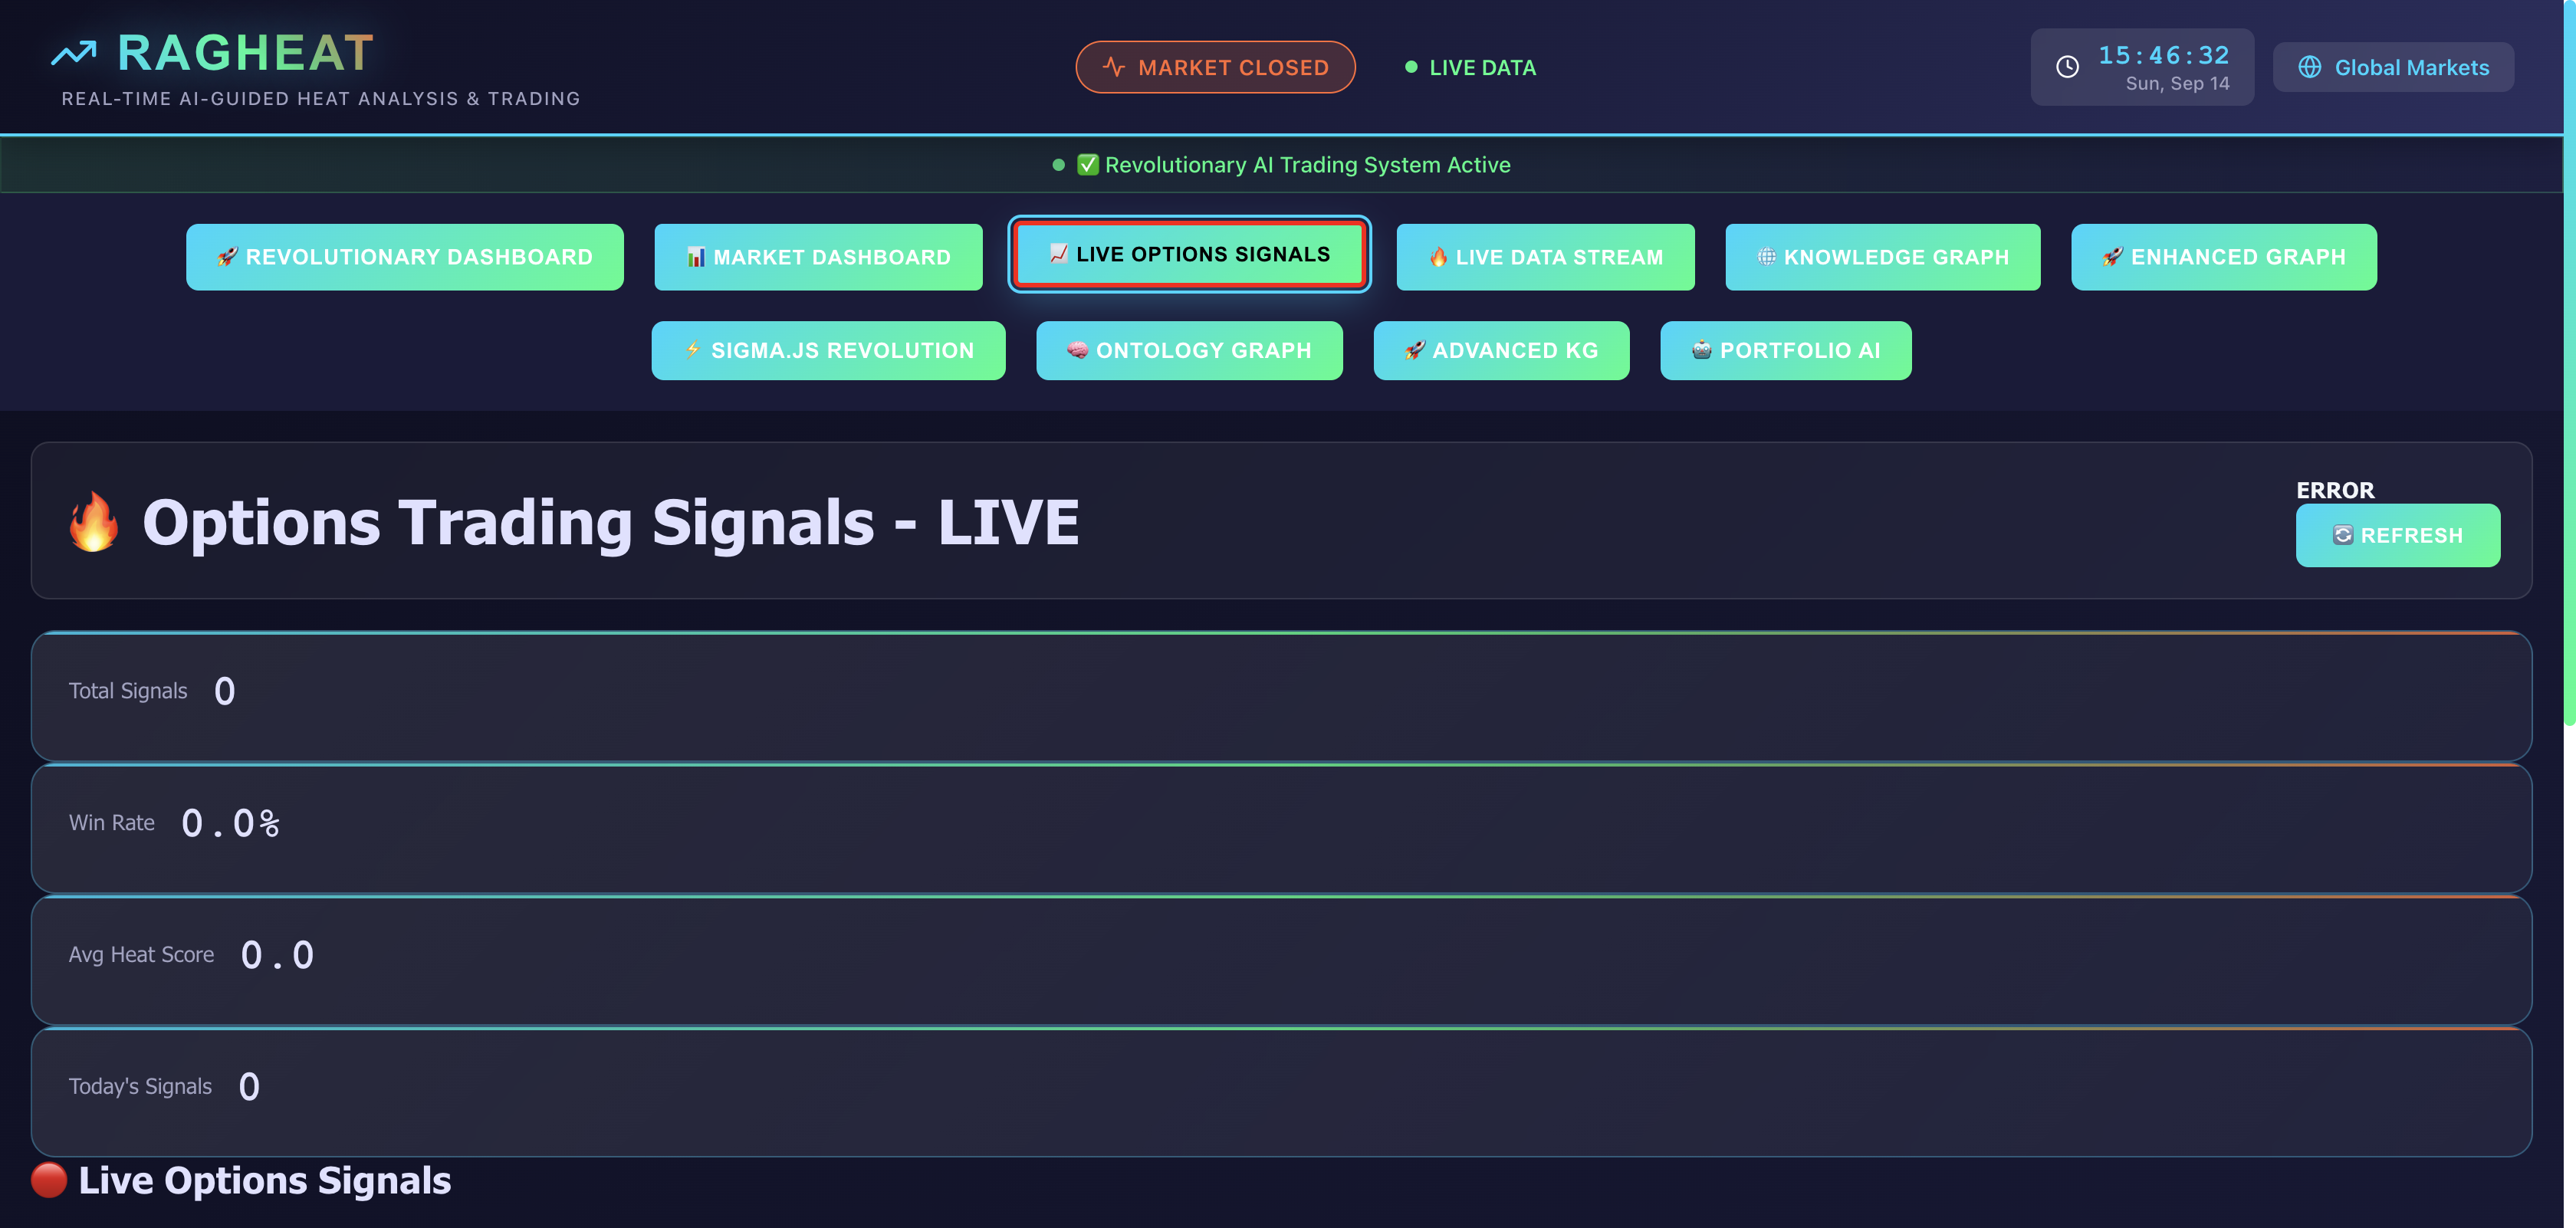 RAGHEAT
REAL-TIME AI-GUIDED HEAT ANALYSIS & TRADING
MARKET CLOSED
LIVE DATA
15:46:32
Sun, Sep 14
Global Markets
✅ Revolutionary AI Trading System Active
🚀 REVOLUTIONARY DASHBOARD
📊 MARKET DASHBOARD
📈 LIVE OPTIONS SIGNALS
🔥 LIVE DATA STREAM
🌐 KNOWLEDGE GRAPH
🚀 ENHANCED GRAPH
⚡ SIGMA.JS REVOLUTION
🧠 ONTOLOGY GRAPH
🚀 ADVANCED KG
🤖 PORTFOLIO AI
🔥 Options Trading Signals - LIVE
ERROR
🔄 REFRESH
Total Signals 0
Win Rate 0.0%
Avg Heat Score 0.0
Today's Signals 0
🔴 Live Options Signals